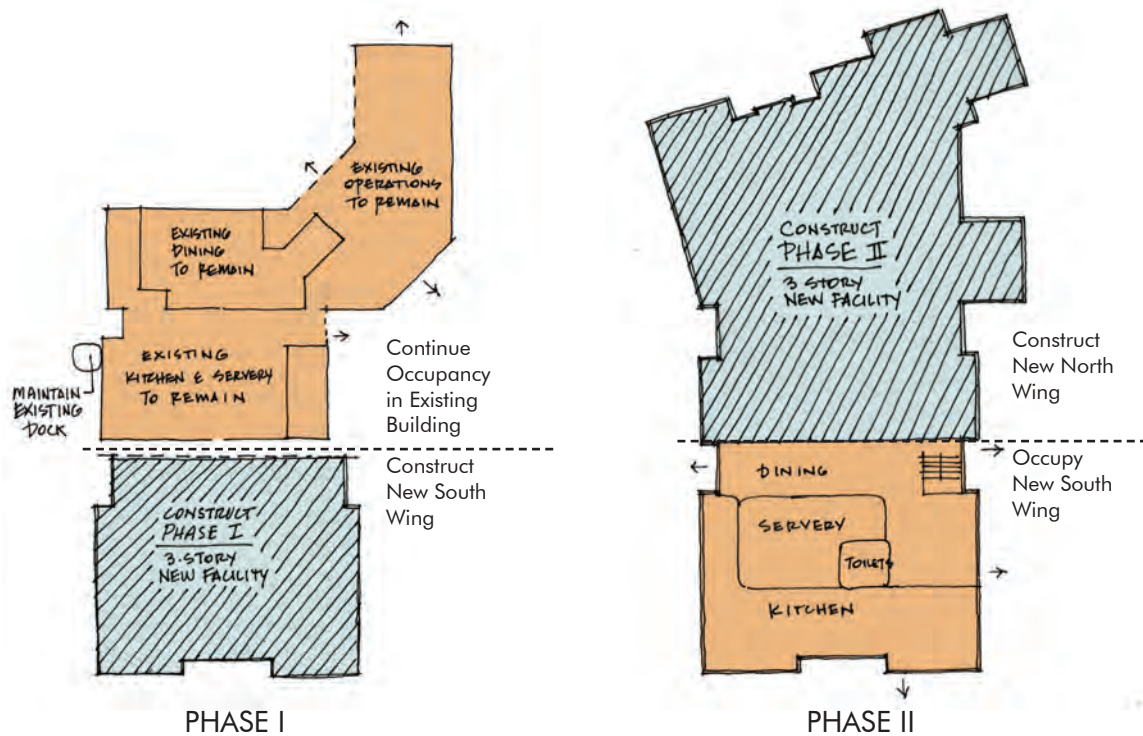 EXISTING
OPERATIONS
TO REMAIN
EXISTING
DINING
TO REMAIN
EXISTING
KITCHEN & SERVERY
TO REMAIN
MAINTAIN
EXISTING
DOCK
Continue
Occupancy
in Existing
Building
Construct
New South
Wing
CONSTRUCT
PHASE I
3-STORY
NEW FACILITY
PHASE I
CONSTRUCT
PHASE II
3 STORY
NEW FACILITY
Construct
New North
Wing
Occupy
New South
Wing
DINING
SERVERY
TOILETS
KITCHEN
PHASE II